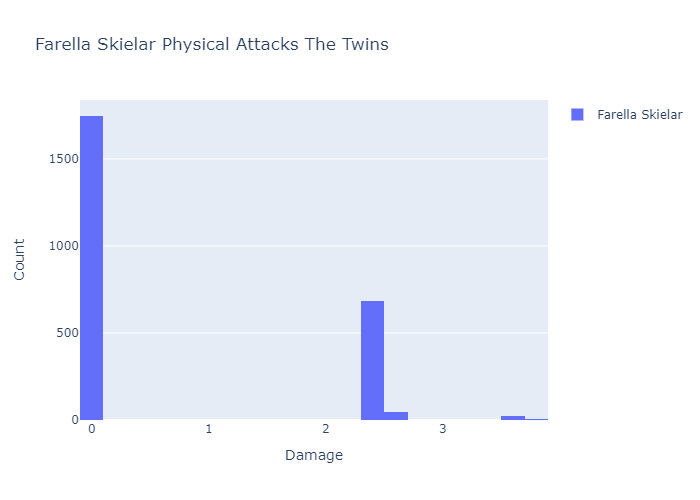 Farella Skielar Physical Attacks The Twins
Farella Skielar
1500
1000
500
0
Count
0 1 2 3
Damage